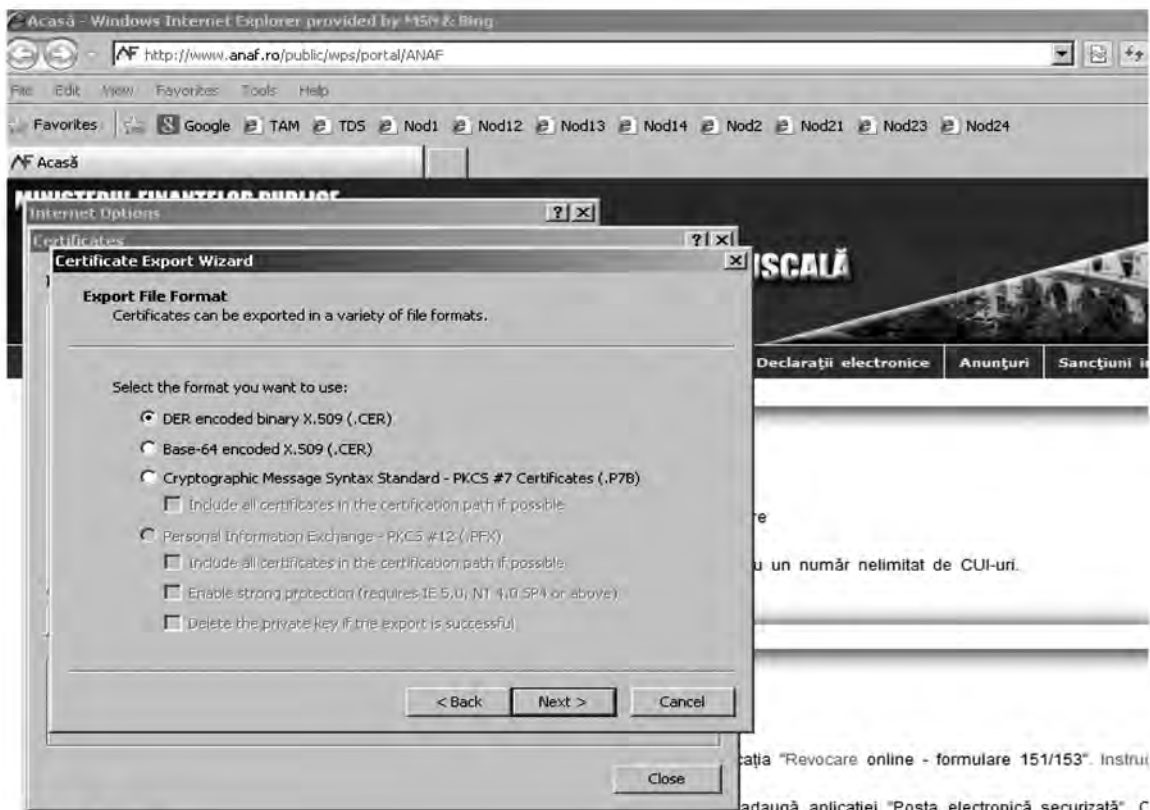 Acasă - Windows Internet Explorer provided by MSN & Bing
http://www.anaf.ro/public/wps/portal/ANAF
File Edit View Favorites Tools Help
Favorites Google TAM TDS Nod1 Nod12 Nod13 Nod14 Nod2 Nod21 Nod23 Nod24
Acasă
MINISTERUL FINANTELOR PUBLICE
Internet Options
Certificates
Certificate Export Wizard
ISCALĂ
Export File Format
Certificates can be exported in a variety of file formats.
Declaraţii electronice Anunţuri Sancţiuni
Select the format you want to use:
DER encoded binary X.509 (.CER)
Base-64 encoded X.509 (.CER)
Cryptographic Message Syntax Standard - PKCS #7 Certificates (.P7B)
Include all certificates in the certification path if possible
re
Personal Information Exchange - PKCS #12 (.PFX)
Include all certificates in the certification path if possible
u un număr nelimitat de CUI-uri.
Enable strong protection (requires IE 5.0, NT 4.0 SP4 or above)
Delete the private key if the export is successful
< Back Next > Cancel
caţia "Revocare online - formulare 151/153". Instru
Close
adaugă aplicaţiei "Posta electronică securizată". C